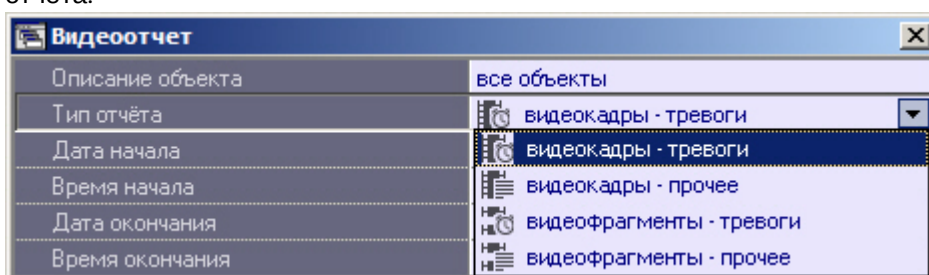 отчета.
Видеоотчет
Описание объекта все объекты
Тип отчёта видеокадры - тревоги
Дата начала видеокадры - тревоги
Время начала видеокадры - прочее
Дата окончания видеофрагменты - тревоги
Время окончания видеофрагменты - прочее